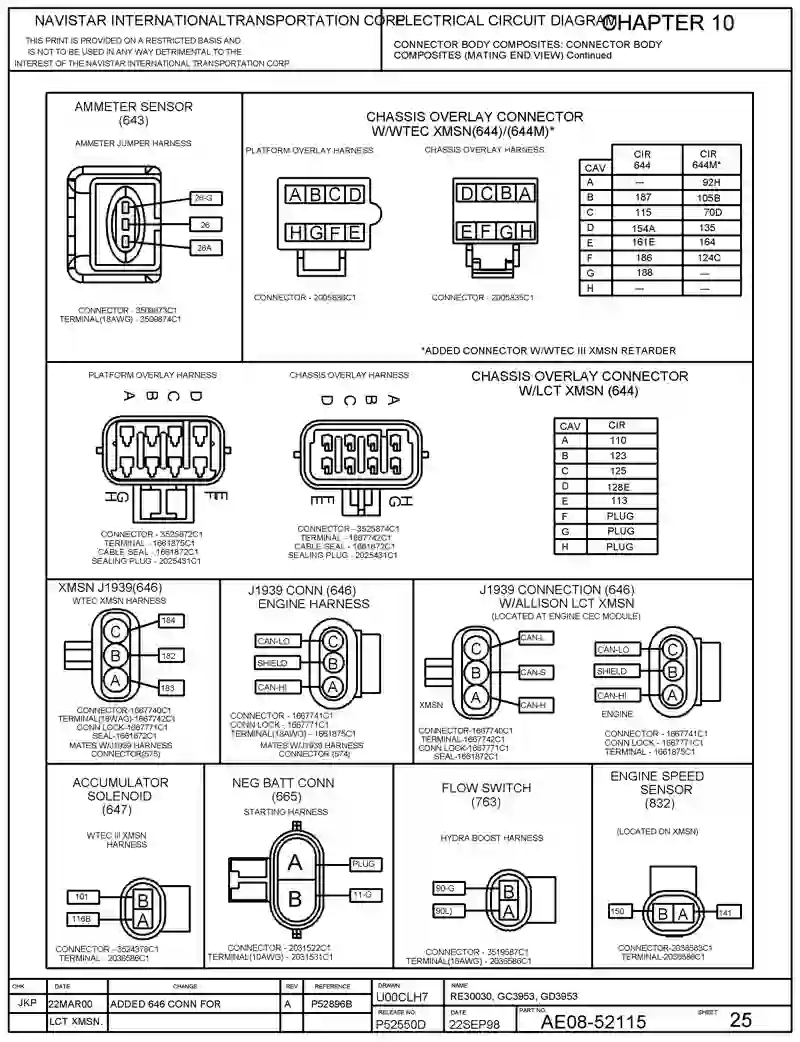 NAVISTAR INTERNATIONALTRANSPORTATION CORP.
ELECTRICAL CIRCUIT DIAGRAM
CHAPTER 10
THIS PRINT IS PROVIDED ON A RESTRICTED BASIS AND
IS NOT TO BE USED IN ANY WAY DETRIMENTAL TO THE
INTEREST OF THE NAVISTAR INTERNATIONAL TRANSPORTATION CORP
CONNECTOR BODY COMPOSITES: CONNECTOR BODY
COMPOSITES (MATING END VIEW) Continued
AMMETER SENSOR
(643)
AMMETER JUMPER HARNESS
26-G
26
26A
CONNECTOR - 3509873C1
TERMINAL(18AWG) - 3509874C1
CHASSIS OVERLAY CONNECTOR
W/WTEC XMSN(644)/(644M)*
PLATFORM OVERLAY HARNESS
A B C D
H G F E
CONNECTOR - 2005836C1
CHASSIS OVERLAY HARNESS
D C B A
E F G H
CONNECTOR - 2005835C1
CAV CIR 644 CIR 644M*
A — 92H
B 187 105B
C 115 70D
D 154A 135
E 161E 164
F 186 124C
G 188 —
H — —
*ADDED CONNECTOR W/WTEC III XMSN RETARDER
PLATFORM OVERLAY HARNESS
A B C D
H G F E
CONNECTOR - 3525872C1
TERMINAL - 1661875C1
CABLE SEAL - 1661872C1
SEALING PLUG - 2025431C1
CHASSIS OVERLAY HARNESS
D C B A
E F G H
CONNECTOR - 3525874C1
TERMINAL - 1667742C1
CABLE SEAL - 1661872C1
SEALING PLUG - 2025431C1
CHASSIS OVERLAY CONNECTOR
W/LCT XMSN (644)
CAV CIR
A 110
B 123
C 125
D 128E
E 113
F PLUG
G PLUG
H PLUG
XMSN J1939(646)
WTEC XMSN HARNESS
C 184
B 182
A 183
CONNECTOR-1667740C1
TERMINAL(18WAG)-1667742C1
CONN LOCK-1667771C1
SEAL-1661872C1
MATES W/J1939 HARNESS
CONNECTOR(575)
J1939 CONN (646)
ENGINE HARNESS
CAN-LO C
SHIELD B
CAN-HI A
CONNECTOR - 1667741C1
CONN LOCK - 1667771C1
TERMINAL(18AWG) - 1661875C1
MATES W/J1939 HARNESS
CONNECTOR (574)
J1939 CONNECTION (646)
W/ALLISON LCT XMSN
(LOCATED AT ENGINE CEC MODULE)
C CAN-L
B CAN-S
A CAN-H
XMSN
CONNECTOR-1667740C1
TERMINAL-1667742C1
CONN LOCK-1667771C1
SEAL-1661872C1
CAN-LO C
SHIELD B
CAN-HI A
ENGINE
CONNECTOR - 1667741C1
CONN LOCK - 1667771C1
TERMINAL - 1661875C1
ACCUMULATOR
SOLENOID
(647)
WTEC III XMSN
HARNESS
101 B
116B A
CONNECTOR - 3524378C1
TERMINAL - 2036586C1
NEG BATT CONN
(665)
STARTING HARNESS
A PLUG
B 11-G
CONNECTOR - 2031522C1
TERMINAL(10AWG) - 2031531C1
FLOW SWITCH
(763)
HYDRA BOOST HARNESS
90-G B
A
CONNECTOR - 3519587C1
TERMINAL(18AWG) - 2036586C1
ENGINE SPEED
SENSOR
(832)
(LOCATED ON XMSN)
150 B A 141
CONNECTOR-2036583C1
TERMINAL-2036586C1
CHK DATE CHANGE REV REFERENCE
JKP 22MAR00 ADDED 646 CONN FOR A P52896B
LCT XMSN.
DRAWN
U00CLH7
NAME
RE30030, GC3953, GD3953
RELEASE NO.
P52550D
DATE
22SEP98
PART NO.
AE08-52115
SHEET
25